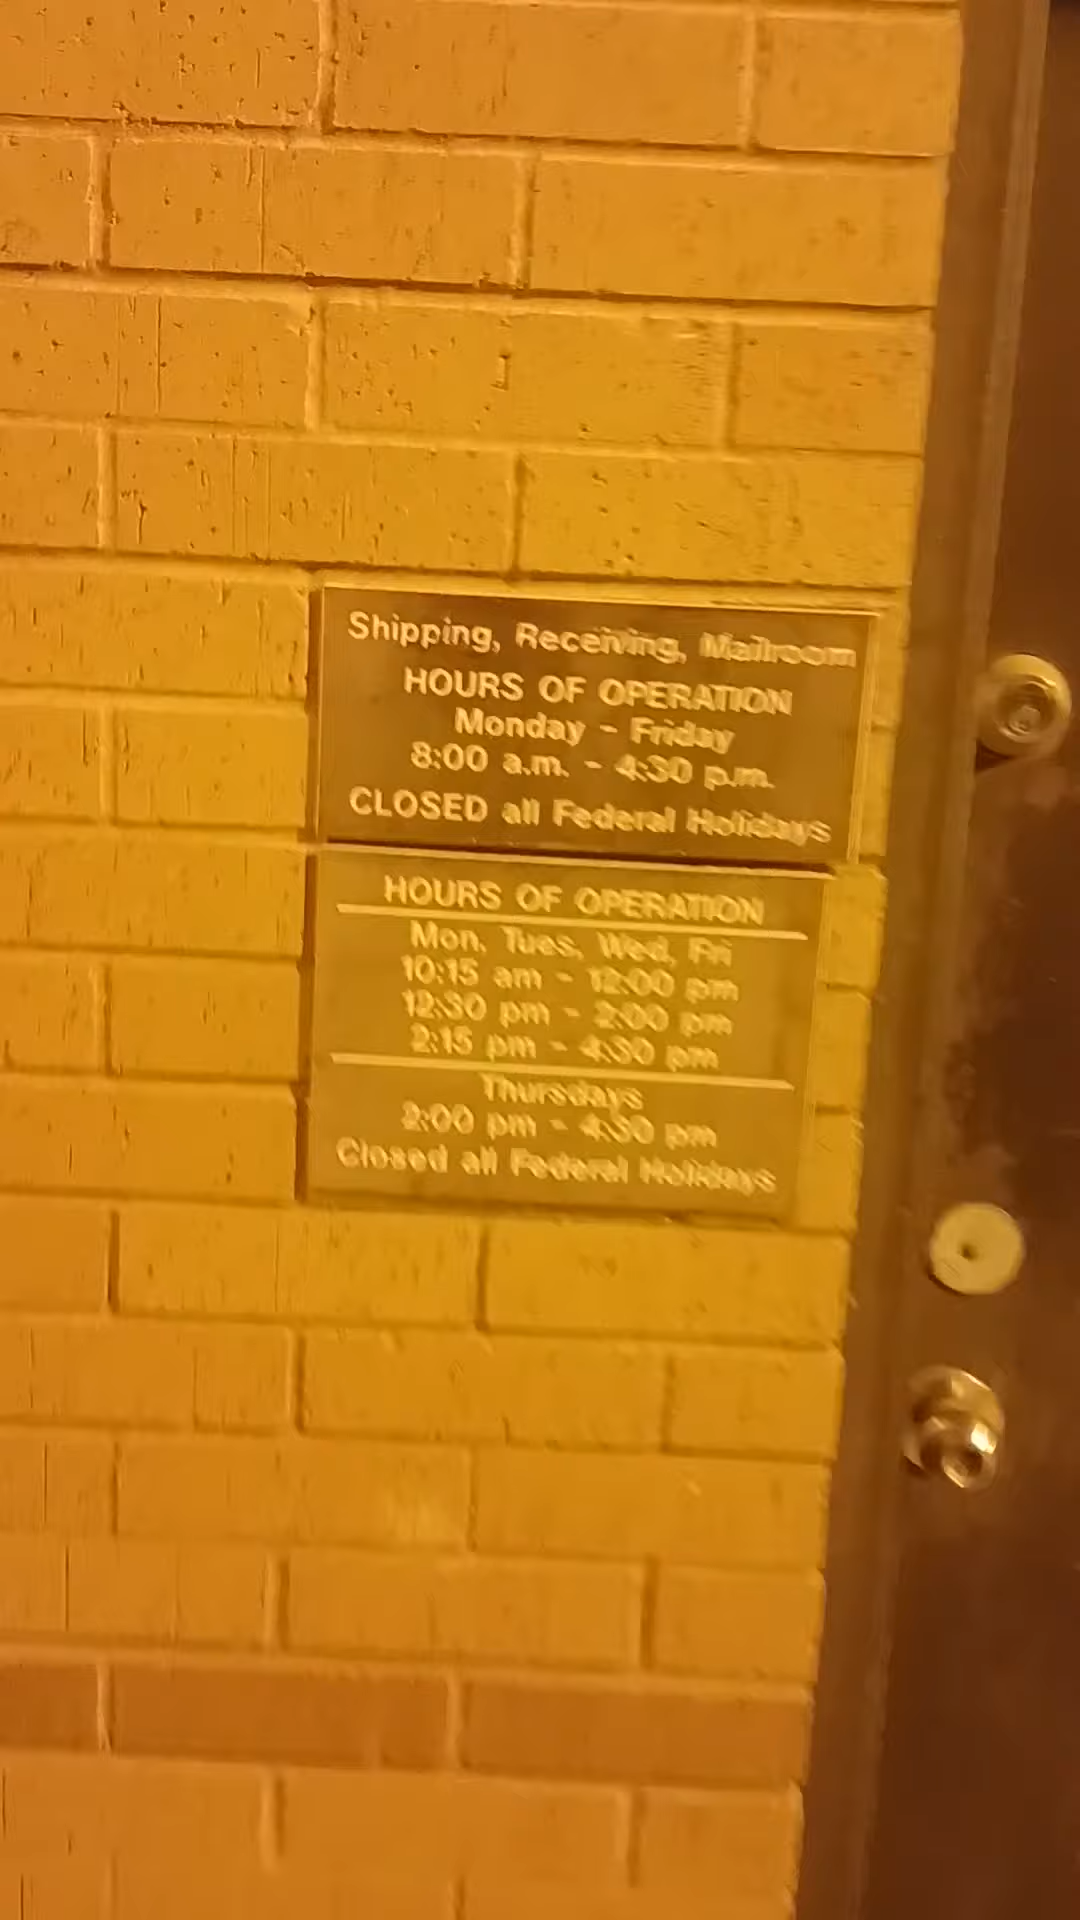 Shipping, Receiving, Mailroom
HOURS OF OPERATION
Monday - Friday
8:00 a.m. - 4:30 p.m.
CLOSED all Federal Holidays
HOURS OF OPERATION
Mon, Tues, Wed, Fri
10:15 am - 12:00 pm
12:30 pm - 2:00 pm
2:15 pm - 4:30 pm
Thursdays
2:00 pm - 4:30 pm
Closed all Federal Holidays